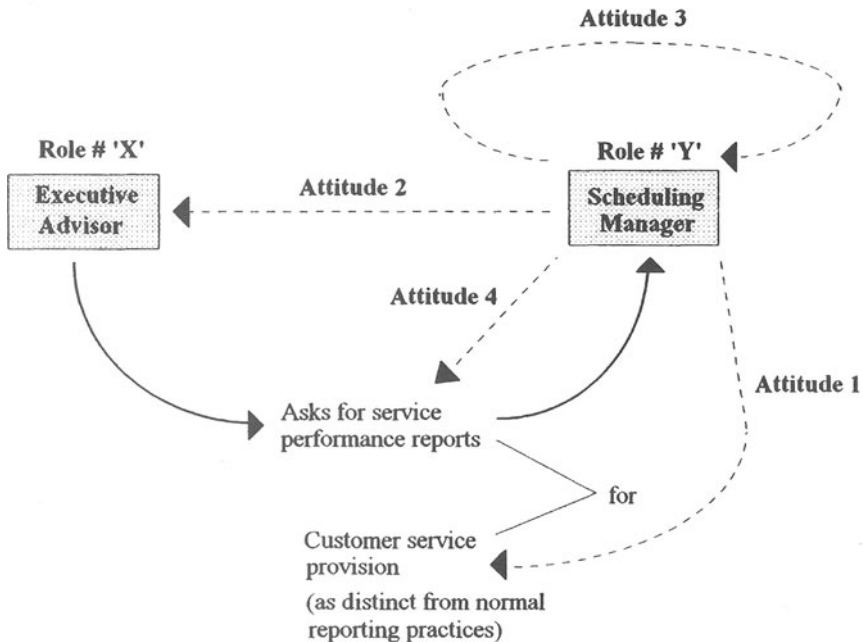 Attitude 3
Role # 'X'
Role # 'Y'
Executive
Advisor
Attitude 2
Scheduling
Manager
Attitude 4
Attitude 1
Asks for service
performance reports
for
Customer service
provision
(as distinct from normal
reporting practices)